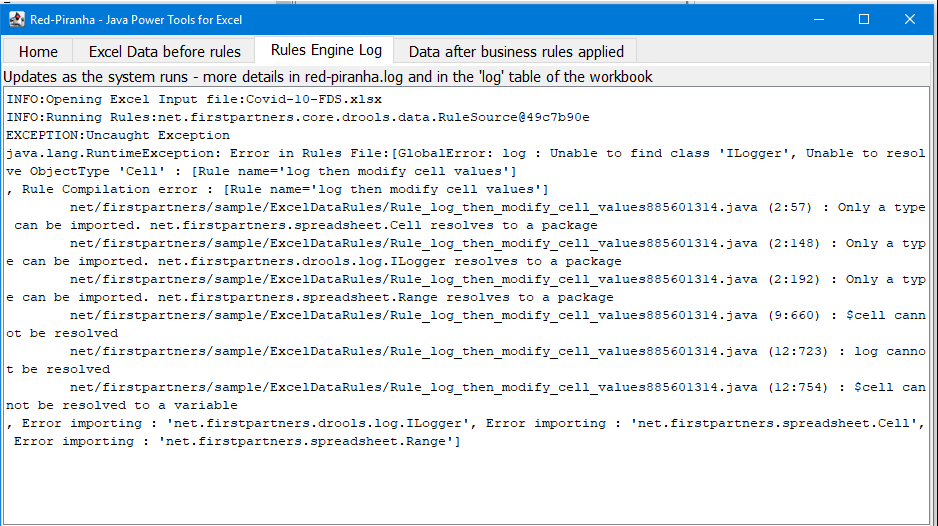 Red-Piranha - Java Power Tools for Excel
Home Excel Data before rules Rules Engine Log Data after business rules applied
Updates as the system runs - more details in red-piranha.log and in the 'log' table of the workbook
INFO:Opening Excel Input file:Covid-10-FDS.xlsx
INFO:Running Rules:net.firstpartners.core.drools.data.RuleSource@49c7b90e
EXCEPTION:Uncaught Exception
java.lang.RuntimeException: Error in Rules File:[GlobalError: log : Unable to find class 'ILogger', Unable to resol
ve ObjectType 'Cell' : [Rule name='log then modify cell values']
, Rule Compilation error : [Rule name='log then modify cell values']
net/firstpartners/sample/ExcelDataRules/Rule_log_then_modify_cell_values885601314.java (2:57) : Only a type
can be imported. net.firstpartners.spreadsheet.Cell resolves to a package
net/firstpartners/sample/ExcelDataRules/Rule_log_then_modify_cell_values885601314.java (2:148) : Only a typ
e can be imported. net.firstpartners.drools.log.ILogger resolves to a package
net/firstpartners/sample/ExcelDataRules/Rule_log_then_modify_cell_values885601314.java (2:192) : Only a typ
e can be imported. net.firstpartners.spreadsheet.Range resolves to a package
net/firstpartners/sample/ExcelDataRules/Rule_log_then_modify_cell_values885601314.java (9:660) : $cell cann
ot be resolved
net/firstpartners/sample/ExcelDataRules/Rule_log_then_modify_cell_values885601314.java (12:723) : log canno
t be resolved
net/firstpartners/sample/ExcelDataRules/Rule_log_then_modify_cell_values885601314.java (12:754) : $cell can
not be resolved to a variable
, Error importing : 'net.firstpartners.drools.log.ILogger', Error importing : 'net.firstpartners.spreadsheet.Cell',
Error importing : 'net.firstpartners.spreadsheet.Range']